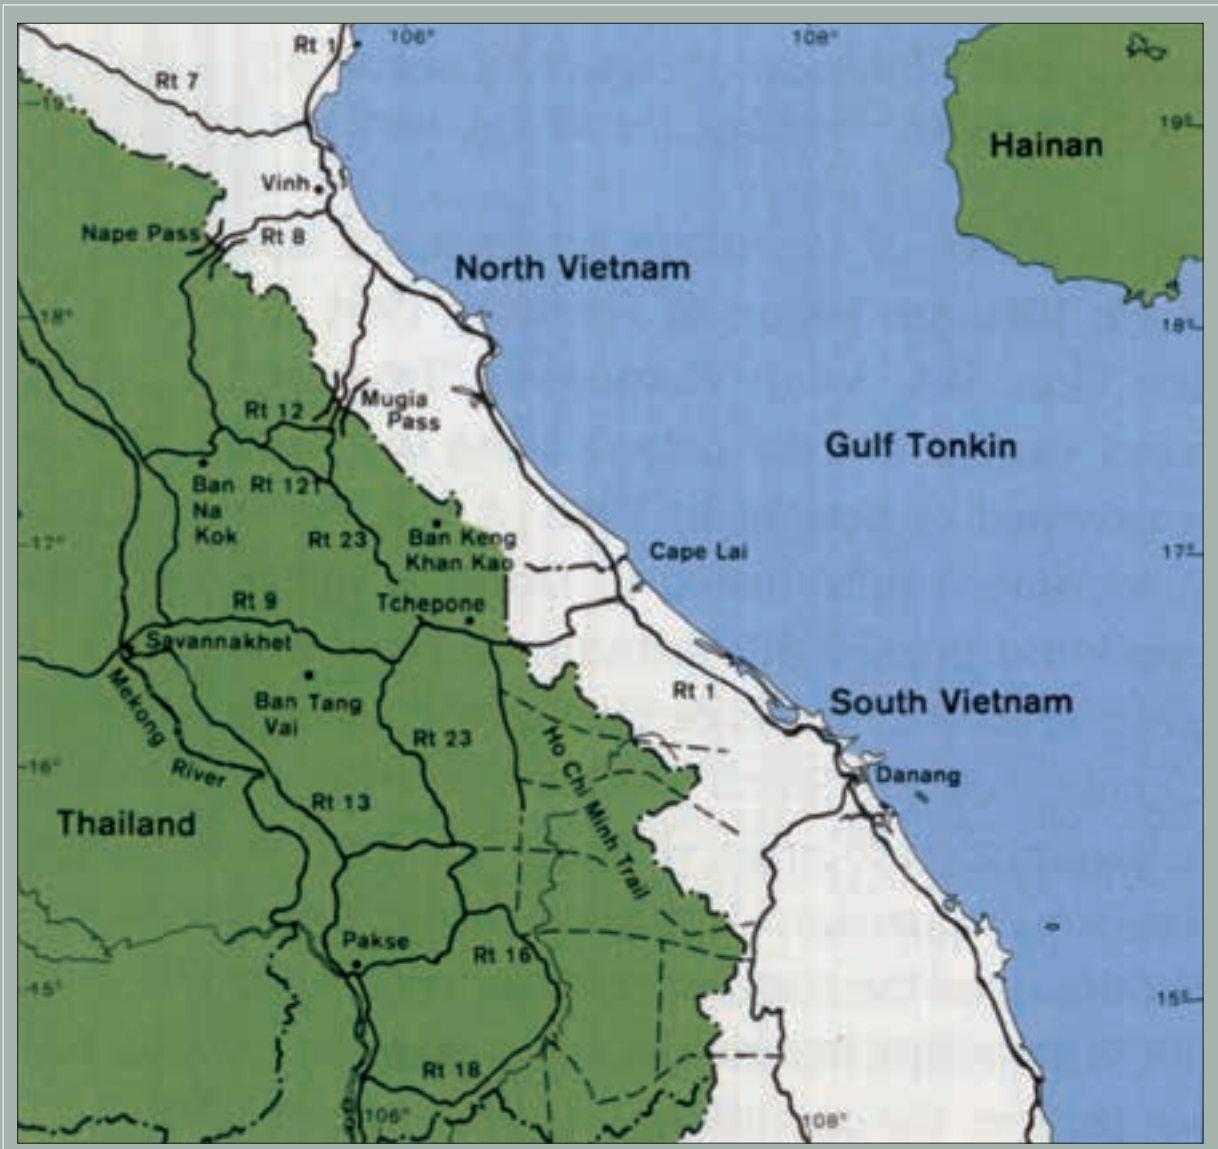 Rt 1
106°
108°
Rt 7
19°
19°
Hainan
Vinh
Nape Pass
Rt 8
North Vietnam
18°
18°
Rt 12
Mugia
Pass
Gulf Tonkin
Ban
Na
Kok
Rt 121
17°
Rt 23
Ban Keng
Khan Kao
Cape Lai
17°
Rt 9
Tchepone
Savannakhet
Mekong
River
Ban Tang
Vai
Rt 1
South Vietnam
Rt 23
Ho Chi Minh Trail
16°
Danang
Rt 13
Thailand
Pakse
Rt 16
15°
15°
Rt 18
106°
108°